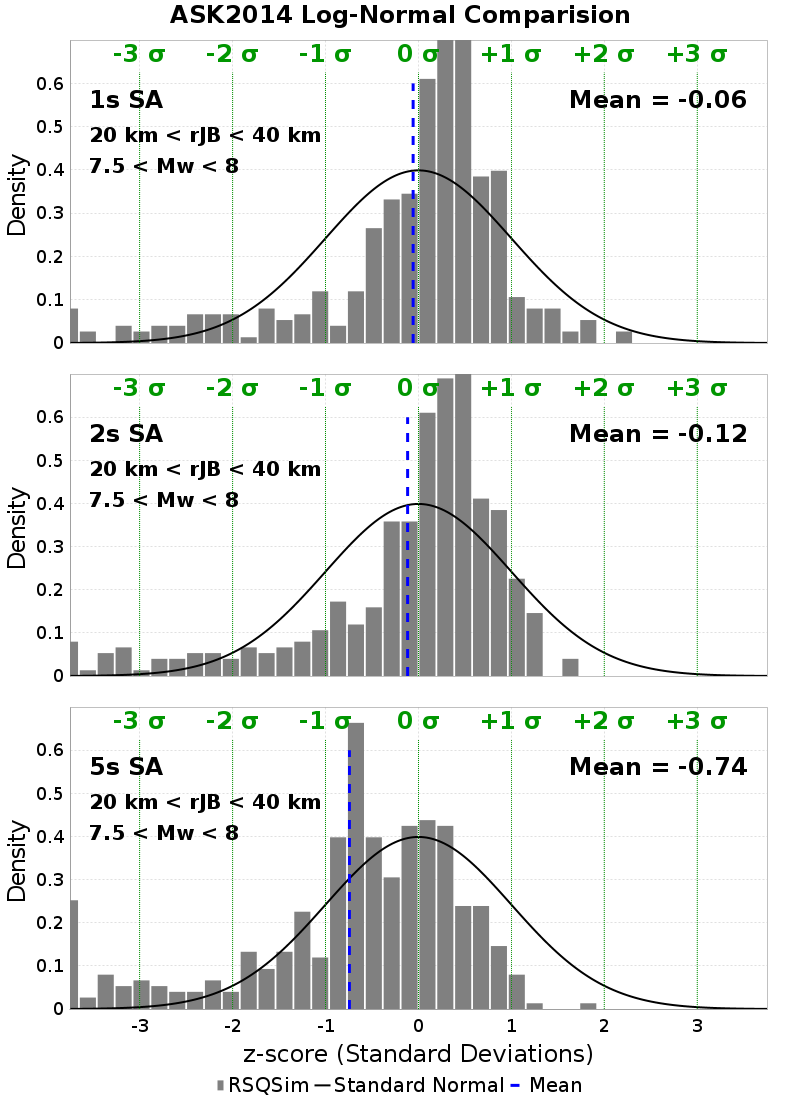 ASK2014 Log-Normal Comparision
-3 σ -2 σ -1 σ 0 σ +1 σ +2 σ +3 σ
1s SA
Mean = -0.06
20 km < rJB < 40 km
7.5 < Mw < 8
0.6
0.5
0.4
0.3
0.2
0.1
0
Density
-3 σ -2 σ -1 σ 0 σ +1 σ +2 σ +3 σ
2s SA
Mean = -0.12
20 km < rJB < 40 km
7.5 < Mw < 8
0.6
0.5
0.4
0.3
0.2
0.1
0
Density
-3 σ -2 σ -1 σ 0 σ +1 σ +2 σ +3 σ
5s SA
Mean = -0.74
20 km < rJB < 40 km
7.5 < Mw < 8
0.6
0.5
0.4
0.3
0.2
0.1
0
Density
-3 -2 -1 0 1 2 3
z-score (Standard Deviations)
RSQSim Standard Normal Mean